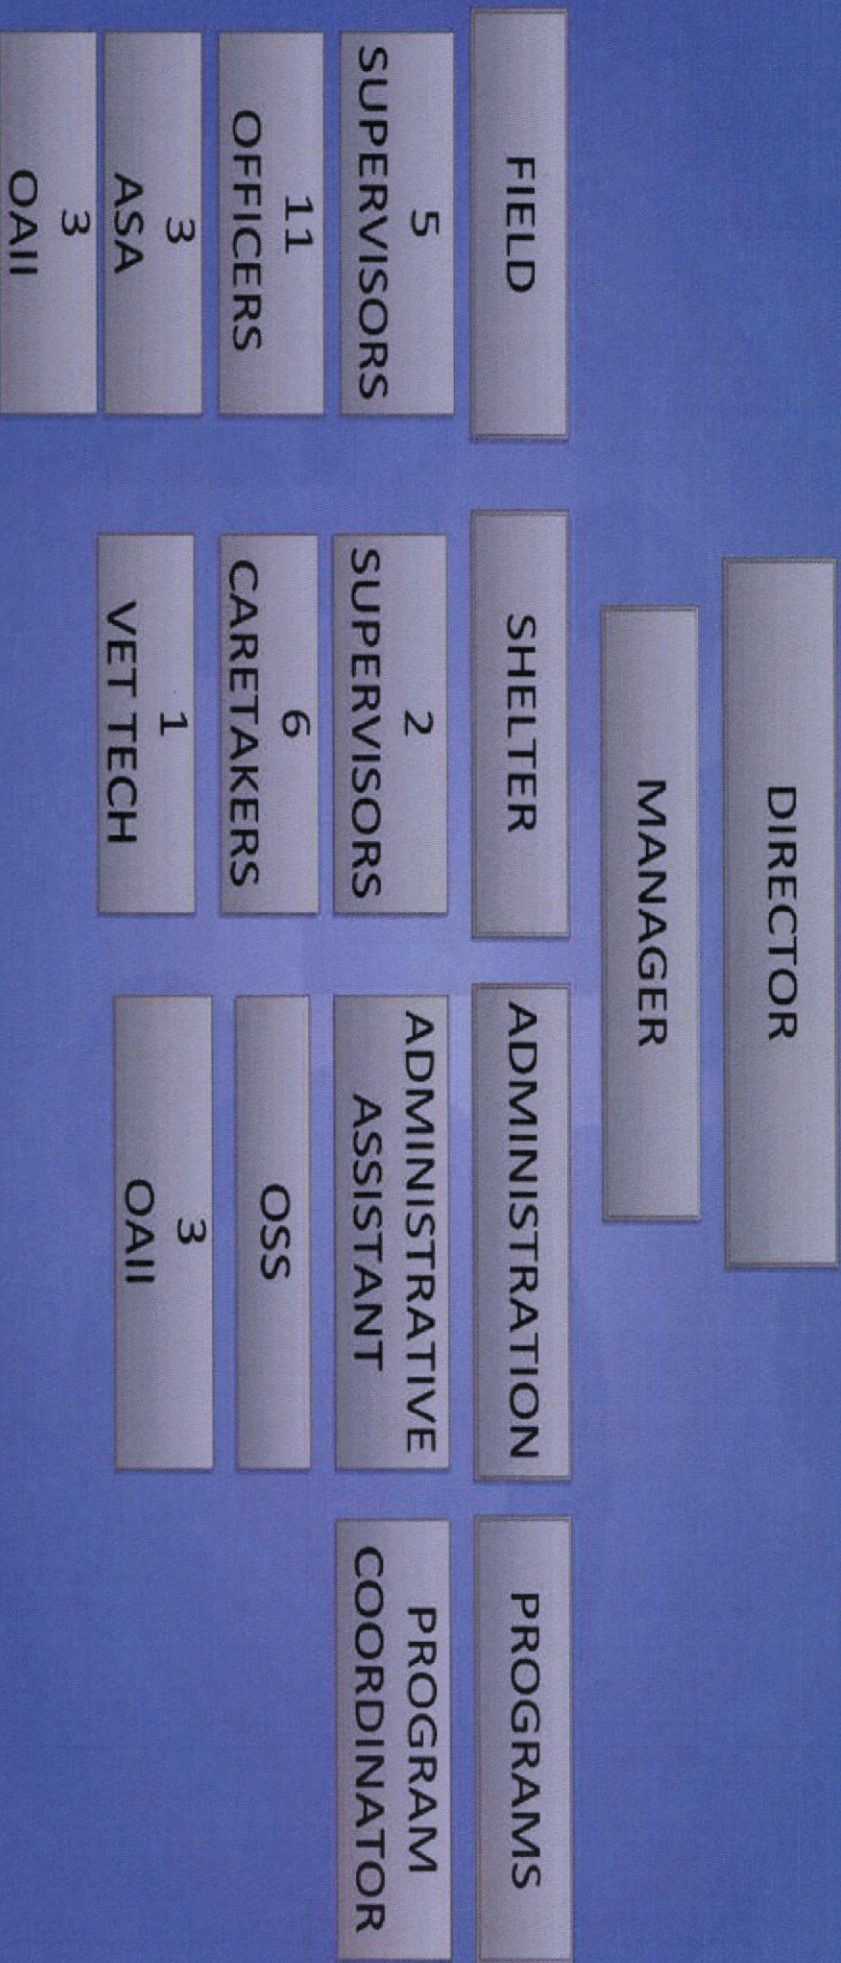 DIRECTOR
MANAGER
FIELD
5
SUPERVISORS
11
OFFICERS
3
ASA
3
OAII
SHELTER
2
SUPERVISORS
6
CARETAKERS
1
VET TECH
ADMINISTRATION
ADMINISTRATIVE
ASSISTANT
OSS
3
OAII
PROGRAMS
PROGRAM
COORDINATOR